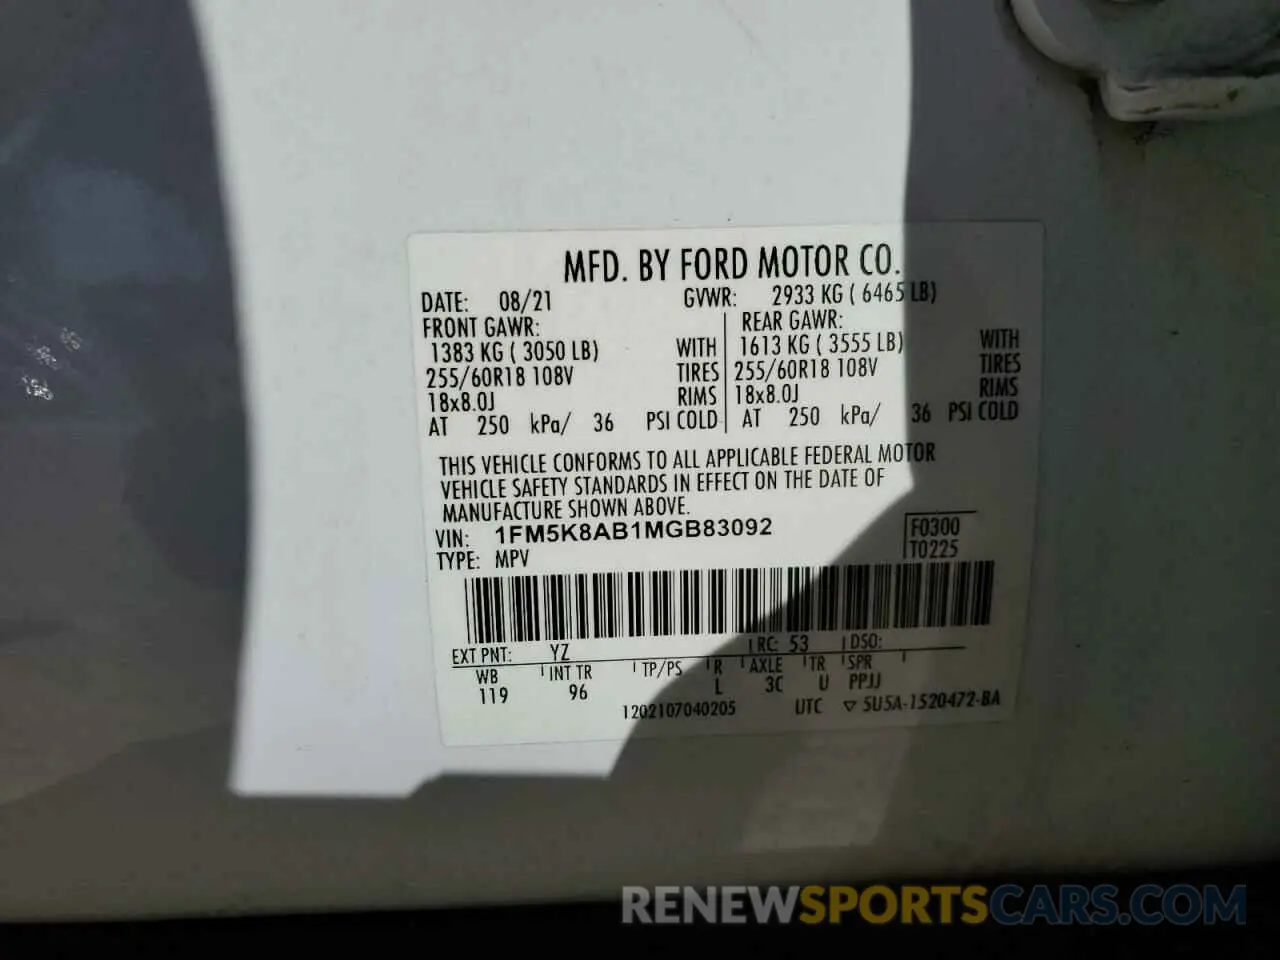 MFD. BY FORD MOTOR CO.
DATE: 08/21 GVWR: 2933 KG ( 6465 LB)
FRONT GAWR: REAR GAWR:
1383 KG ( 3050 LB) WITH 1613 KG ( 3555 LB) WITH
255/60R18 108V TIRES 255/60R18 108V TIRES
18x8.0J RIMS 18x8.0J RIMS
AT 250 kPa/ 36 PSI COLD AT 250 kPa/ 36 PSI COLD
THIS VEHICLE CONFORMS TO ALL APPLICABLE FEDERAL MOTOR
VEHICLE SAFETY STANDARDS IN EFFECT ON THE DATE OF
MANUFACTURE SHOWN ABOVE.
VIN: 1FM5K8AB1MGB83092 F0300
TYPE: MPV T0225
EXT PNT: YZ RC: 53 DSO:
WB INT TR TP/PS R AXLE TR SPR
119 96 L 3C U PPJJ
1202107040205 UTC ▽ 5U5A-1520472-BA
RENEWSPORTSCARS.COM